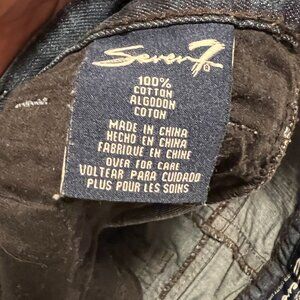 Seven7
100%
COTTON
ALGODON
COTON
MADE IN CHINA
HECHO EN CHINA
FABRIQUE EN CHINE
OVER FOR CARE
VOLTEAR PARA CUIDADO
PLUS POUR LES SOINS